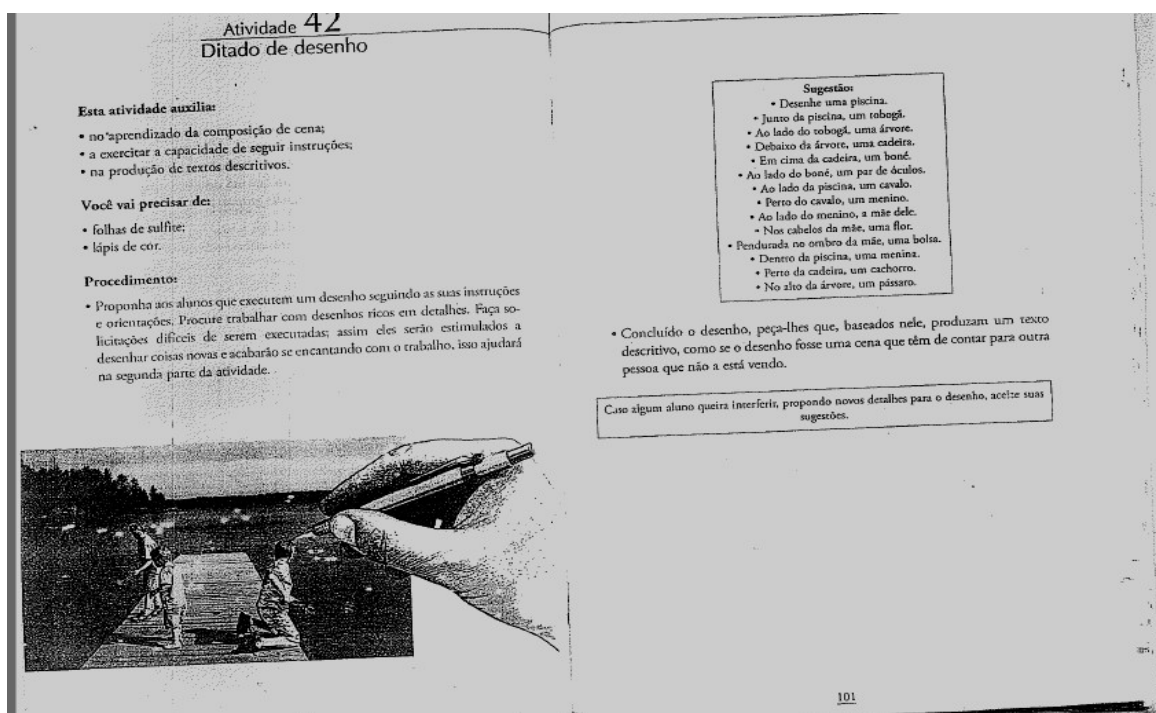 Atividade 42
Ditado de desenho
Esta atividade auxilia:
• no aprendizado da composição de cena;
• a exercitar a capacidade de seguir instruções;
• na produção de textos descritivos.
Você vai precisar de:
• folhas de sulfite;
• lápis de cor.
Procedimento:
• Proponha aos alunos que executem um desenho seguindo as suas instruções
e orientações. Procure trabalhar com desenhos ricos em detalhes. Faça so-
licitações difíceis de serem executadas; assim eles serão estimulados a
desenhar coisas novas e acabarão se encantando com o trabalho, isso ajudará
na segunda parte da atividade.
Sugestão:
• Desenhe uma piscina.
• Junto da piscina, um tobogã.
• Ao lado do tobogã, uma árvore.
• Debaixo da árvore, uma cadeira.
• Em cima da cadeira, um boné.
• Ao lado do boné, um par de óculos.
• Ao lado da piscina, um cavalo.
• Perto do cavalo, um menino.
• Ao lado do menino, a mãe dele.
• Nos cabelos da mãe, uma flor.
• Pendurada no ombro da mãe, uma bolsa.
• Dentro da piscina, uma menina.
• Perto da cadeira, um cachorro.
• No alto da árvore, um pássaro.
• Concluído o desenho, peça-lhes que, baseados nele, produzam um texto
descritivo, como se o desenho fosse uma cena que têm de contar para outra
pessoa que não a está vendo.
Caso algum aluno queira interferir, propondo novos detalhes para o desenho, aceite suas
sugestões.
101